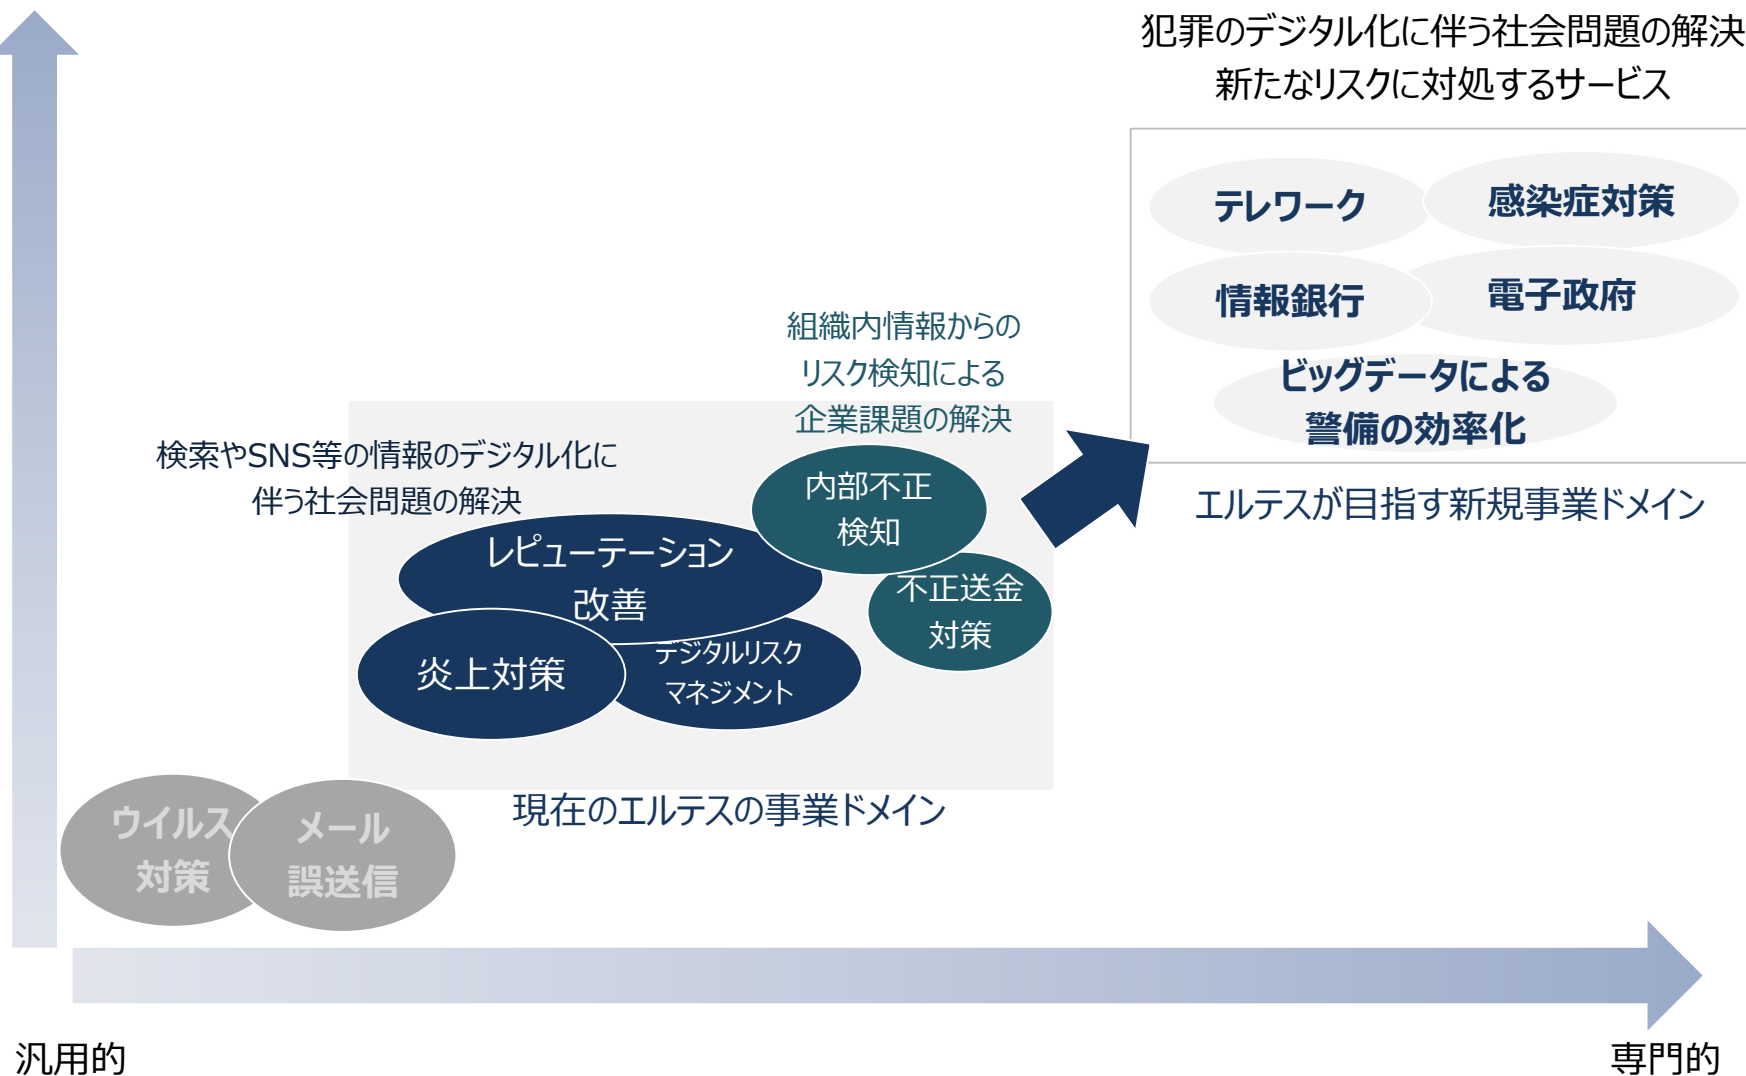 犯罪のデジタル化に伴う社会問題の解決
新たなリスクに対処するサービス
テレワーク
感染症対策
情報銀行
電子政府
ビッグデータによる
警備の効率化
エルテスが目指す新規事業ドメイン
組織内情報からの
リスク検知による
企業課題の解決
検索やSNS等の情報のデジタル化に
伴う社会問題の解決
内部不正
検知
不正送金
対策
レピューテーション
改善
炎上対策
デジタルリスク
マネジメント
現在のエルテスの事業ドメイン
ウイルス
対策
メール
誤送信
汎用的
専門的